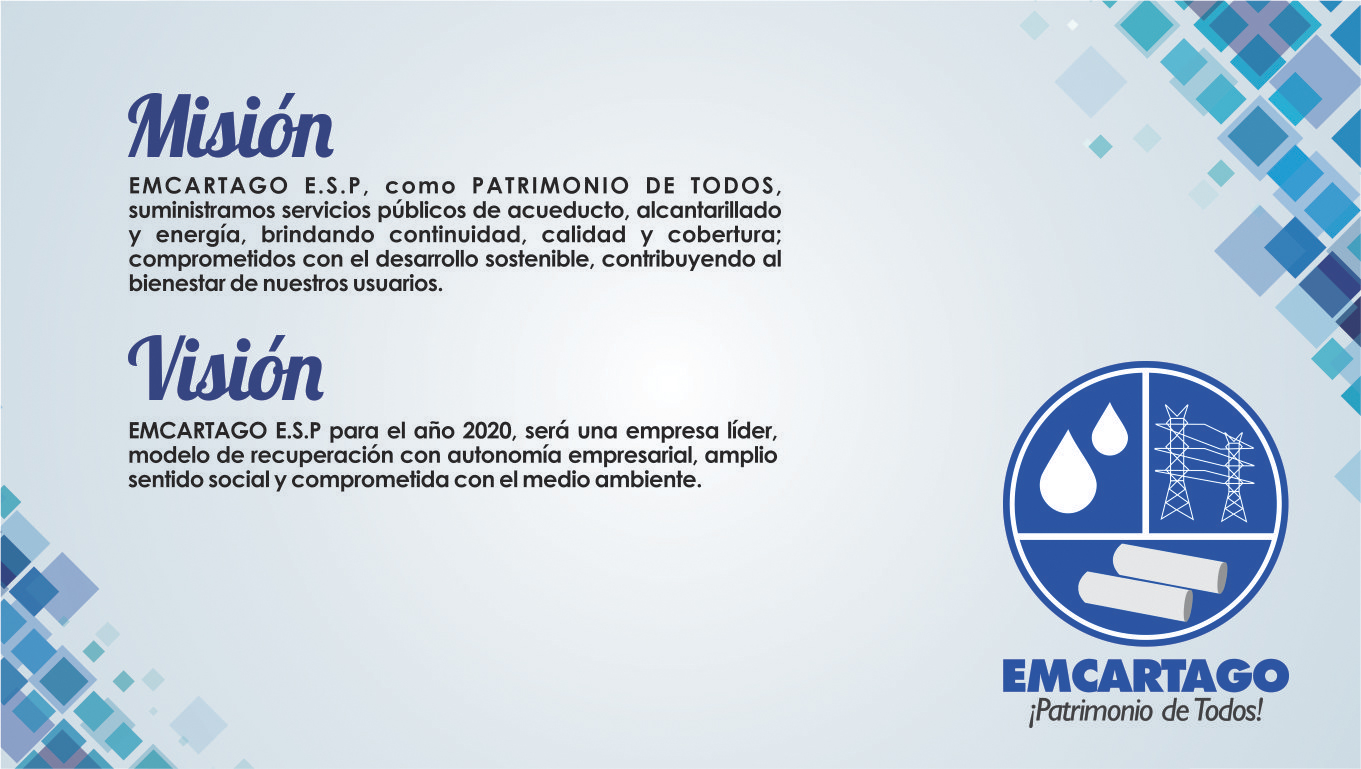 Misión
EMCARTAGO E.S.P, como PATRIMONIO DE TODOS,
suministramos servicios públicos de acueducto, alcantarillado
y energía, brindando continuidad, calidad y cobertura;
comprometidos con el desarrollo sostenible, contribuyendo al
bienestar de nuestros usuarios.
Visión
EMCARTAGO E.S.P para el año 2020, será una empresa líder,
modelo de recuperación con autonomía empresarial, amplio
sentido social y comprometida con el medio ambiente.
EMCARTAGO
¡Patrimonio de Todos!